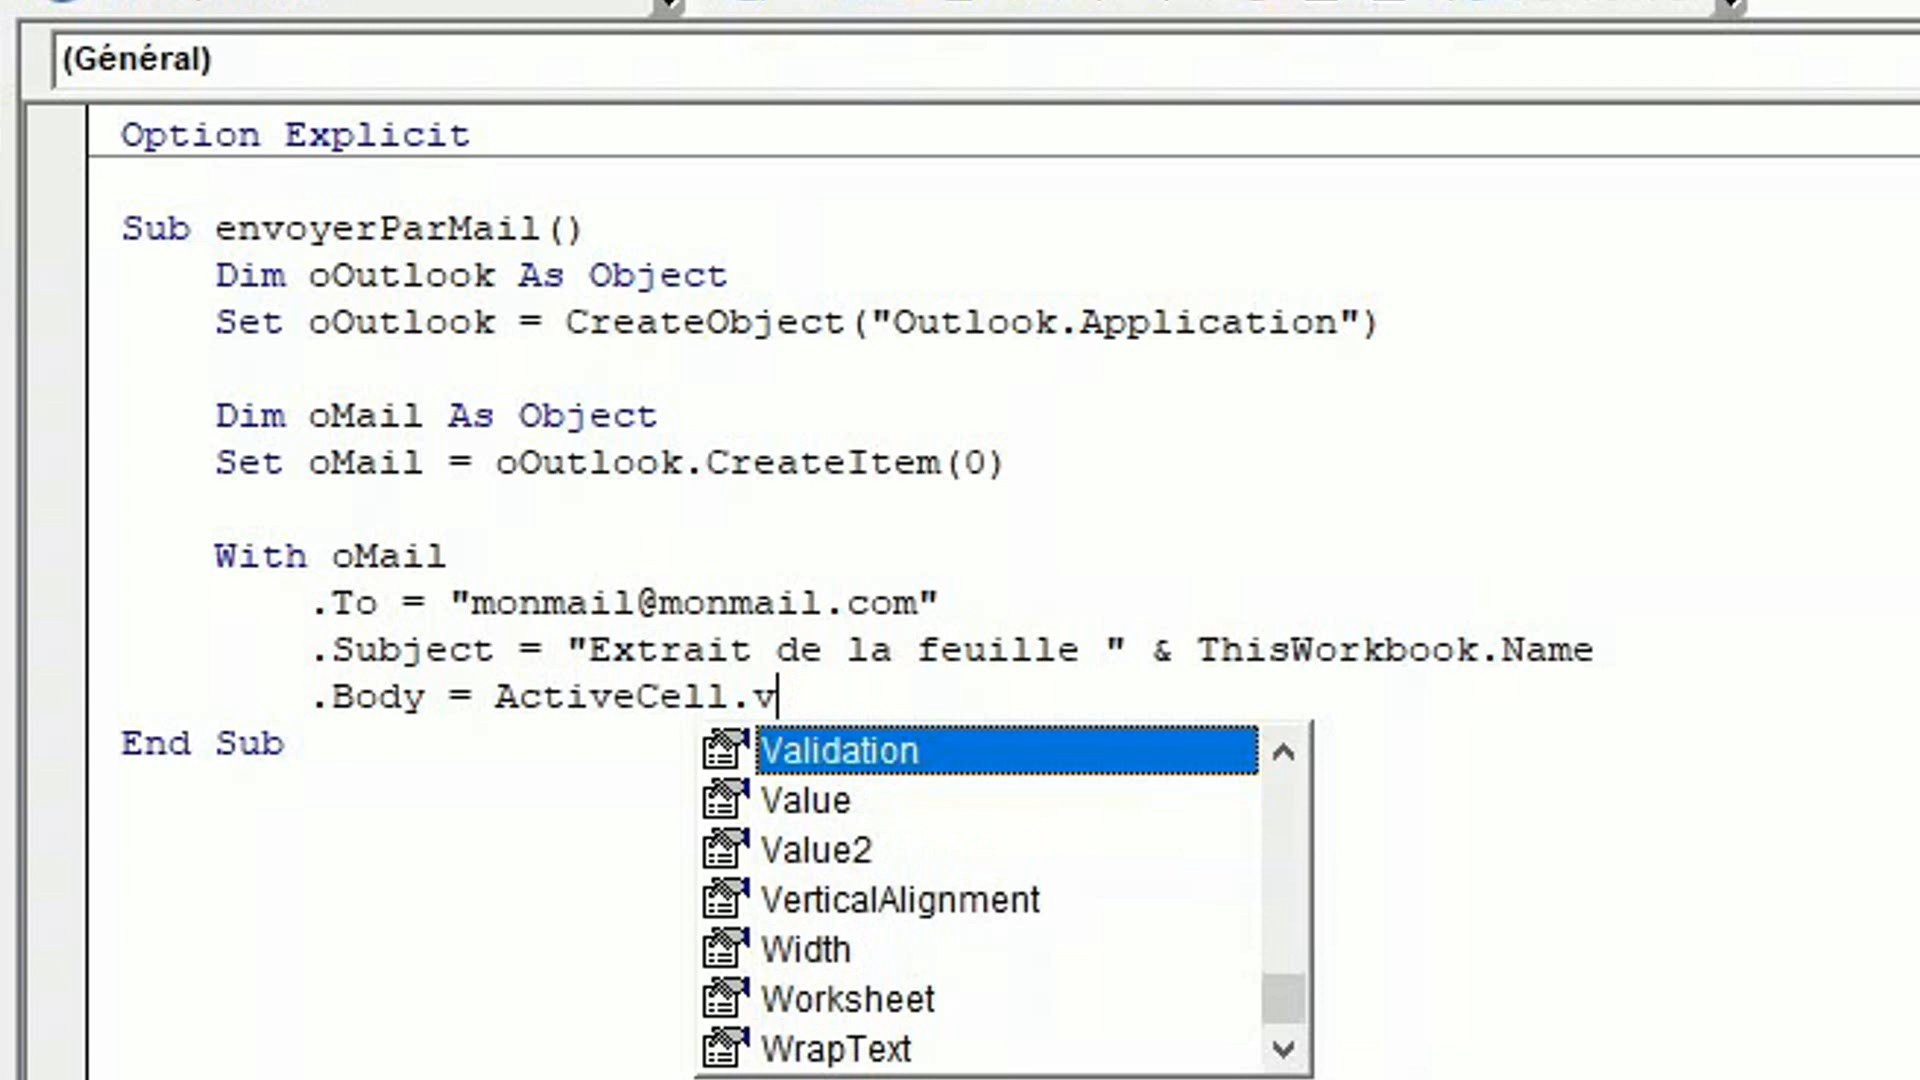 (Général)
Option Explicit
Sub envoyerParMail()
Dim oOutlook As Object
Set oOutlook = CreateObject("Outlook.Application")
Dim oMail As Object
Set oMail = oOutlook.CreateItem(0)
With oMail
.To = "monmail@monmail.com"
.Subject = "Extrait de la feuille " & ThisWorkbook.Name
.Body = ActiveCell.v
End Sub
Validation
Value
Value2
VerticalAlignment
Width
Worksheet
WrapText